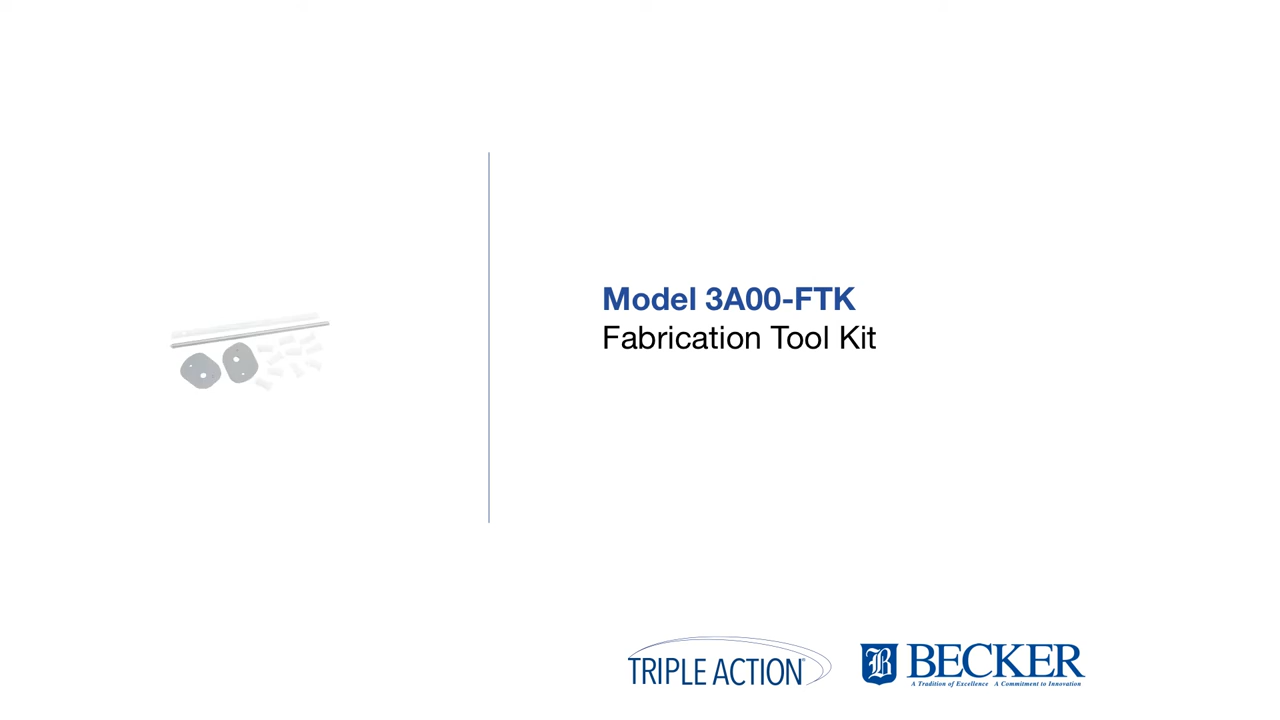 Model 3A00-FTK
Fabrication Tool Kit
TRIPLE ACTION®
BECKER
A Tradition of Excellence A Commitment to Innovation